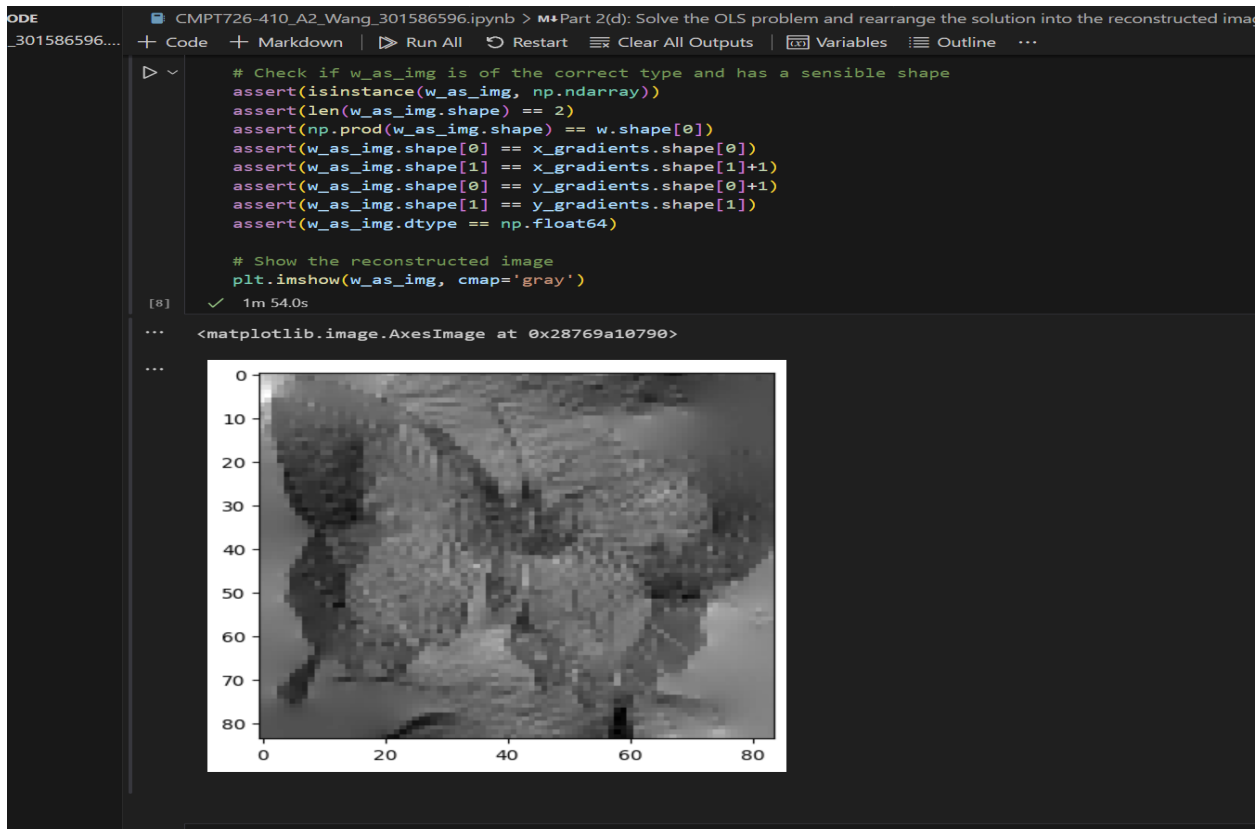 ODE
CMPT726-410_A2_Wang_301586596.ipynb > M↓Part 2(d): Solve the OLS problem and rearrange the solution into the reconstructed imag
_301586596....
+ Code + Markdown | Run All Restart Clear All Outputs | Variables Outline ...
# Check if w_as_img is of the correct type and has a sensible shape
assert(isinstance(w_as_img, np.ndarray))
assert(len(w_as_img.shape) == 2)
assert(np.prod(w_as_img.shape) == w.shape[0])
assert(w_as_img.shape[0] == x_gradients.shape[0])
assert(w_as_img.shape[1] == x_gradients.shape[1]+1)
assert(w_as_img.shape[0] == y_gradients.shape[0]+1)
assert(w_as_img.shape[1] == y_gradients.shape[1])
assert(w_as_img.dtype == np.float64)
# Show the reconstructed image
plt.imshow(w_as_img, cmap='gray')
[8] ✓ 1m 54.0s
... <matplotlib.image.AxesImage at 0x28769a10790>
...
0
10
20
30
40
50
60
70
80
0 20 40 60 80